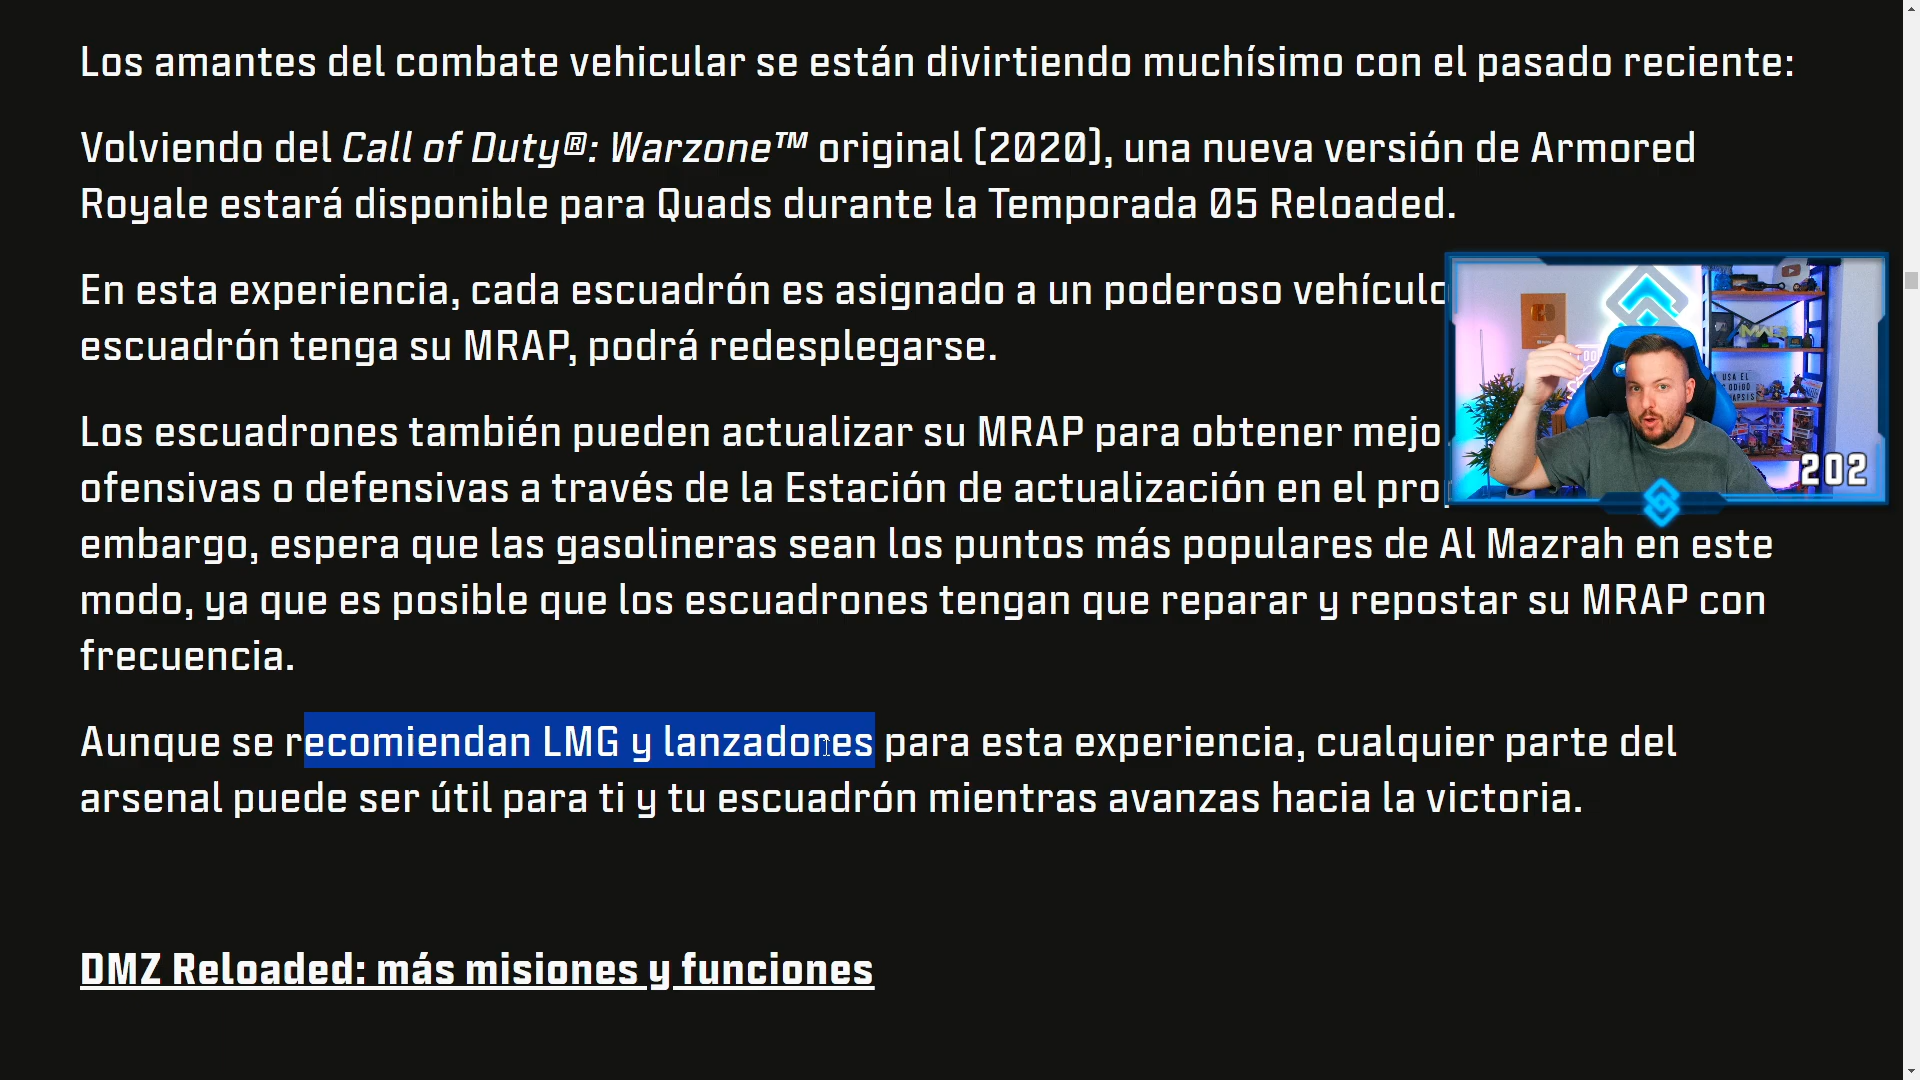 Los amantes del combate vehicular se están divirtiendo muchísimo con el pasado reciente:
Volviendo del Call of Duty®: Warzone™ original (2020), una nueva versión de Armored
Royale estará disponible para Quads durante la Temporada 05 Reloaded.
En esta experiencia, cada escuadrón es asignado a un poderoso vehículo
escuadrón tenga su MRAP, podrá redesplegarse.
Los escuadrones también pueden actualizar su MRAP para obtener mejo
ofensivas o defensivas a través de la Estación de actualización en el prop
embargo, espera que las gasolineras sean los puntos más populares de Al Mazrah en este
modo, ya que es posible que los escuadrones tengan que reparar y repostar su MRAP con
frecuencia.
Aunque se recomiendan LMG y lanzadores para esta experiencia, cualquier parte del
arsenal puede ser útil para ti y tu escuadrón mientras avanzas hacia la victoria.
DMZ Reloaded: más misiones y funciones
USA EL
202